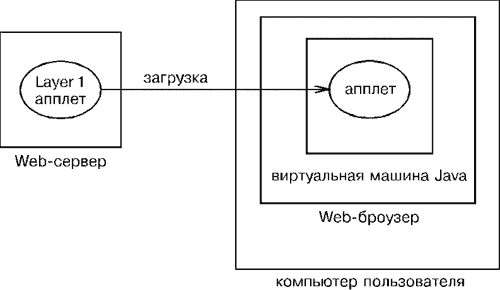 Layer 1
апплет
загрузка
апплет
Web-сервер
виртуальная машина Java
Web-броузер
компьютер пользователя